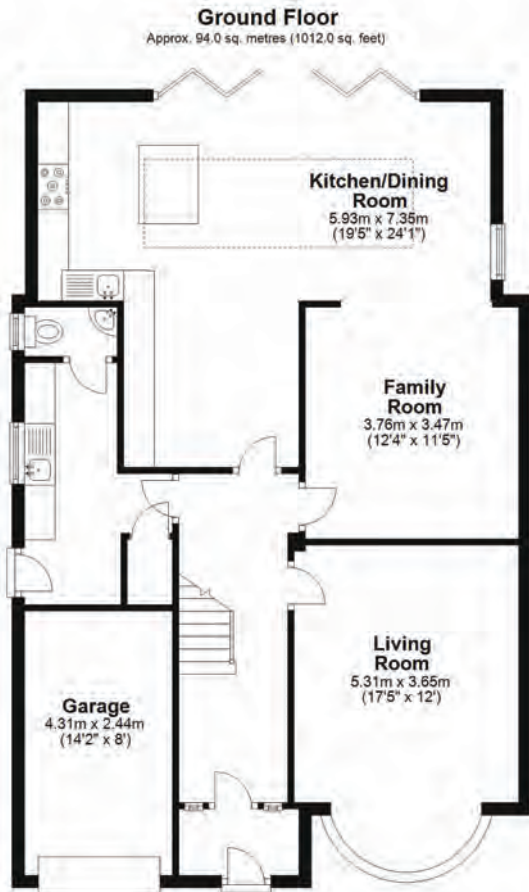 Ground Floor
Approx. 94.0 sq. metres (1012.0 sq. feet)
Kitchen/Dining
Room
5.93m x 7.35m
(19'5" x 24'1")
Family
Room
3.76m x 3.47m
(12'4" x 11'5")
Living
Room
5.31m x 3.65m
(17'5" x 12')
Garage
4.31m x 2.44m
(14'2" x 8')